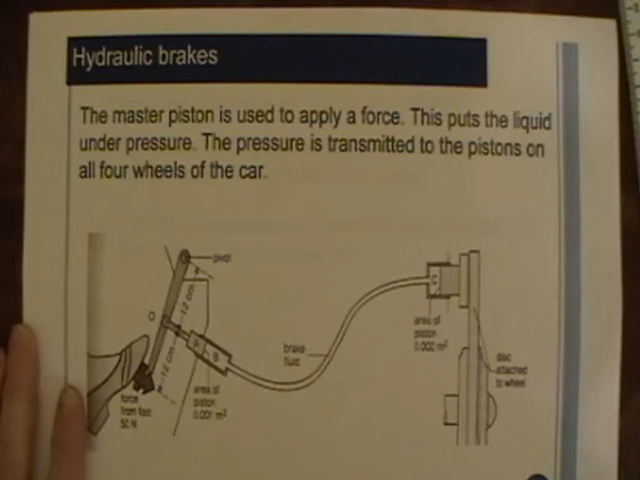 Hydraulic brakes
The master piston is used to apply a force. This puts the liquid
under pressure. The pressure is transmitted to the pistons on
all four wheels of the car.
pivot
12 cm
12 cm
force
from foot
50 N
area of
piston
0.001 m²
brake
fluid
area of
piston
0.002 m²
disc
attached
to wheel